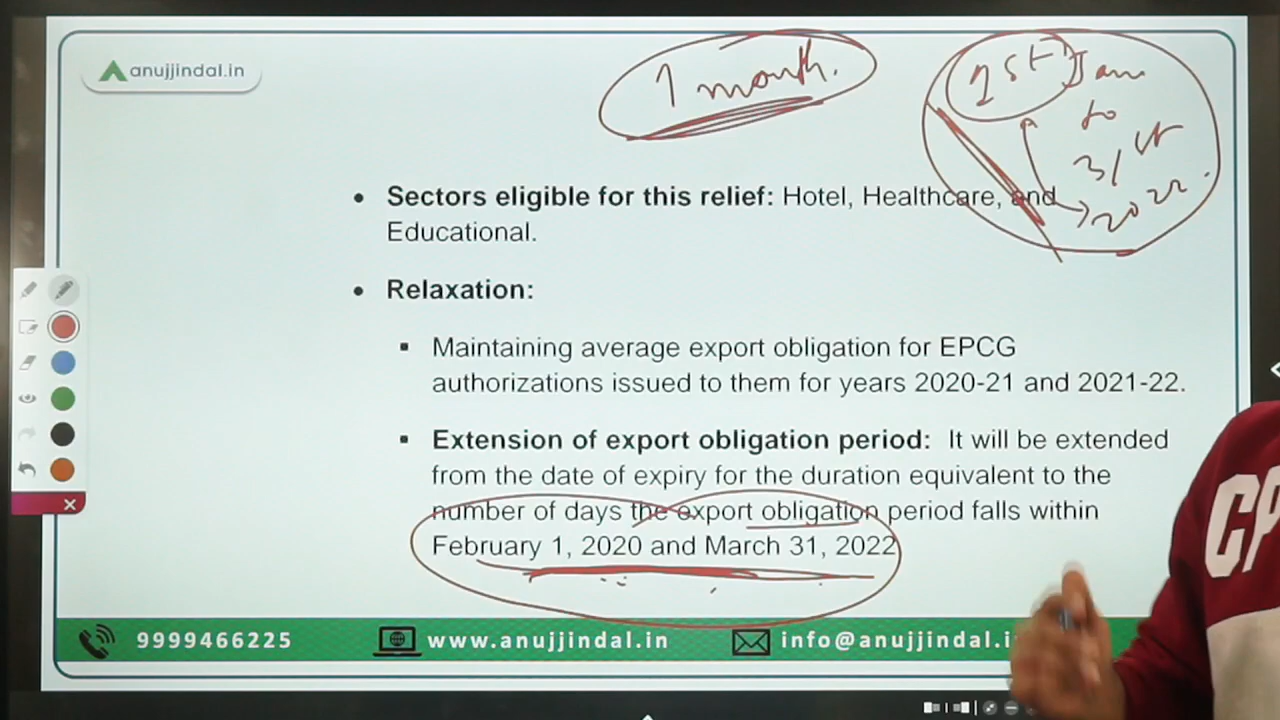 anujjindal.in
1 month.
1st Jan
to
31st
2022.
• Sectors eligible for this relief: Hotel, Healthcare, and
Educational.
• Relaxation:
▪ Maintaining average export obligation for EPCG
authorizations issued to them for years 2020-21 and 2021-22.
▪ Extension of export obligation period: It will be extended
from the date of expiry for the duration equivalent to the
number of days the export obligation period falls within
February 1, 2020 and March 31, 2022
9999466225 www.anujjindal.in info@anujjindal.i
CP